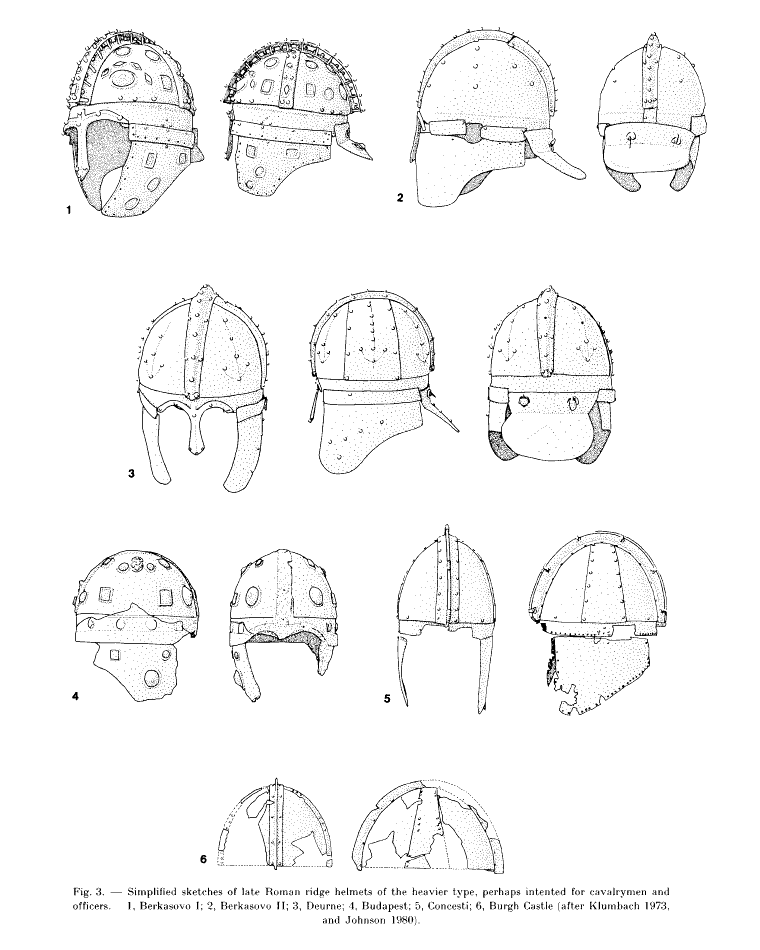 1
2
3
4
5
6
Fig. 3. — Simplified sketches of late Roman ridge helmets of the heavier type, perhaps intented for cavalrymen and
officers. 1, Berkasovo I; 2, Berkasovo II; 3, Deurne; 4, Budapest; 5, Concesti; 6, Burgh Castle (after Klumbach 1973,
and Johnson 1980).